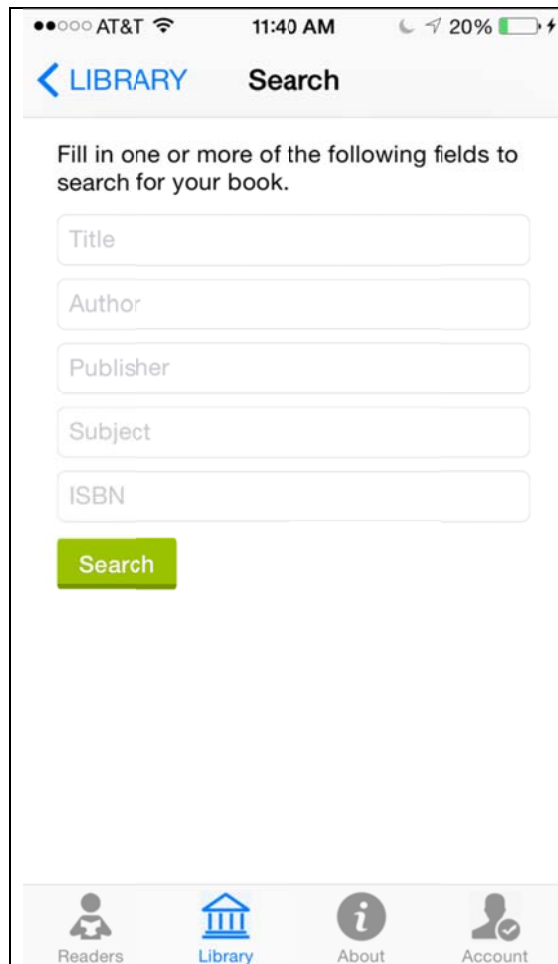 AT&T 11:40 AM 20%
LIBRARY Search
Fill in one or more of the following fields to
search for your book.
Title
Author
Publisher
Subject
ISBN
Search
Readers Library About Account